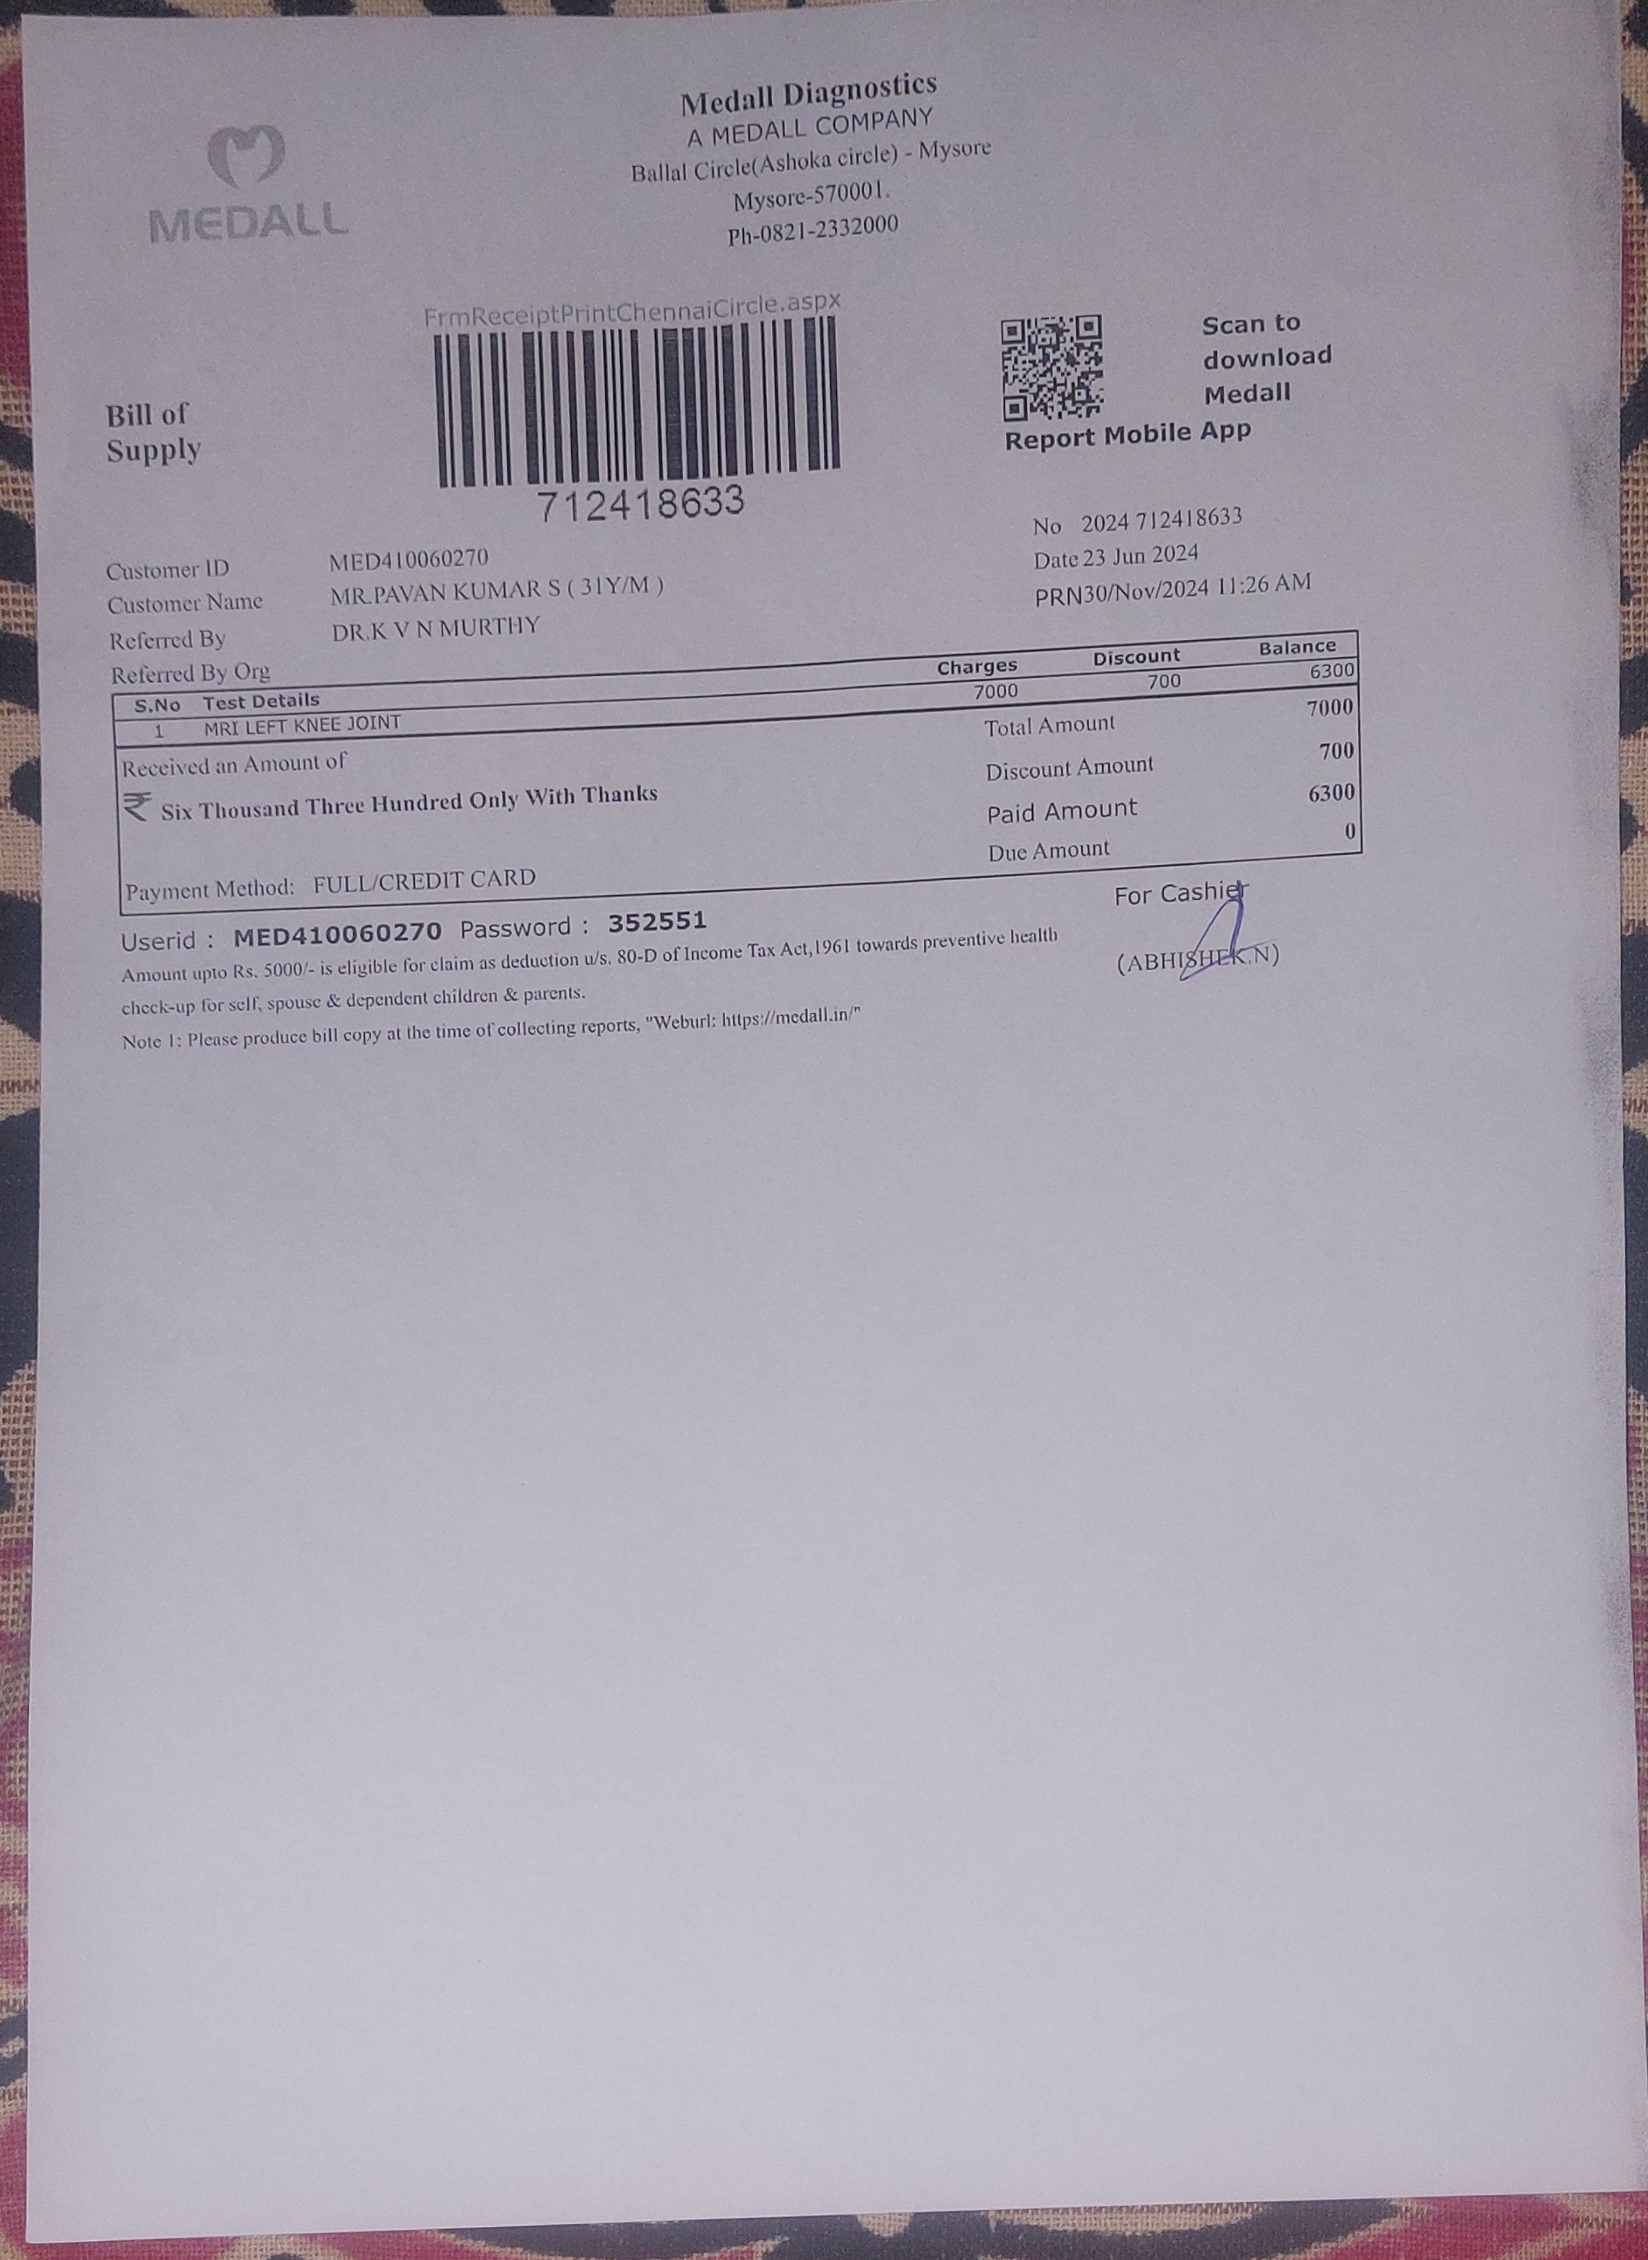 MEDALL
Medall Diagnostics
A MEDALL COMPANY
Ballal Circle(Ashoka circle) - Mysore
Mysore-570001.
Ph-0821-2332000
Bill of
Supply
FrmReceiptPrintChennaiCircle.aspx
712418633
Scan to
download
Medall
Report Mobile App
No 2024 712418633
Date 23 Jun 2024
PRN30/Nov/2024 11:26 AM
Customer ID MED410060270
Customer Name MR.PAVAN KUMAR S ( 31Y/M )
Referred By DR.K V N MURTHY
Referred By Org
S.No Test Details Charges Discount Balance
1 MRI LEFT KNEE JOINT 7000 700 6300
Received an Amount of
₹ Six Thousand Three Hundred Only With Thanks
Total Amount 7000
Discount Amount 700
Paid Amount 6300
Due Amount 0
Payment Method: FULL/CREDIT CARD
Userid : MED410060270 Password : 352551
For Cashier
(ABHISHEK.N)
Amount upto Rs. 5000/- is eligible for claim as deduction u/s. 80-D of Income Tax Act,1961 towards preventive health
check-up for self, spouse & dependent children & parents.
Note 1: Please produce bill copy at the time of collecting reports, "Weburl: https://medall.in/"